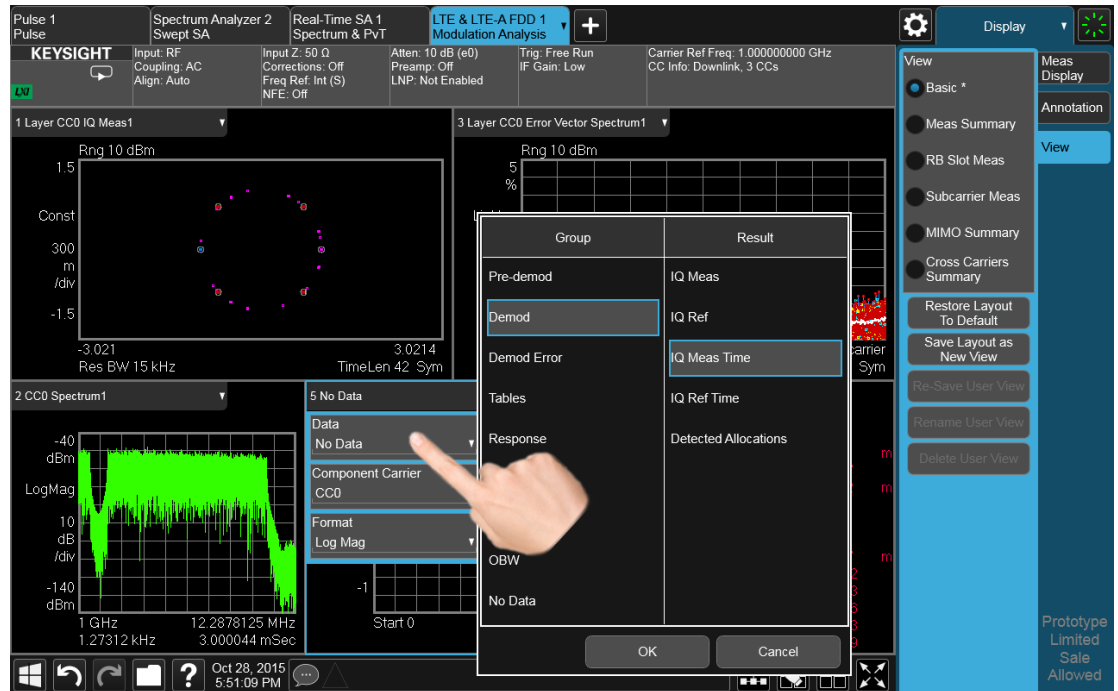 Pulse 1
Pulse
Spectrum Analyzer 2
Swept SA
Real-Time SA 1
Spectrum & PvT
LTE & LTE-A FDD 1
Modulation Analysis
Display
KEYSIGHT
LXI
Input: RF
Coupling: AC
Align: Auto
Input Z: 50 Ω
Corrections: Off
Freq Ref: Int (S)
NFE: Off
Atten: 10 dB (e0)
Preamp: Off
LNP: Not Enabled
Trig: Free Run
IF Gain: Low
Carrier Ref Freq: 1.000000000 GHz
CC Info: Downlink, 3 CCs
View
Basic *
Meas Summary
RB Slot Meas
Subcarrier Meas
MIMO Summary
Cross Carriers
Summary
Restore Layout
To Default
Save Layout as
New View
Re-Save User View
Rename User View
Delete User View
Meas
Display
Annotation
View
1 Layer CC0 IQ Meas1
Rng 10 dBm
1.5
Const
300
m
/div
-1.5
-3.021
3.0214
Res BW 15 kHz
TimeLen 42 Sym
3 Layer CC0 Error Vector Spectrum1
Rng 10 dBm
5
%
carrier
Sym
2 CC0 Spectrum1
-40
dBm
LogMag
10
dB
/div
-140
dBm
1 GHz
12.2878125 MHz
1.27312 kHz
3.000044 mSec
5 No Data
Data
No Data
Component Carrier
CC0
Format
Log Mag
-1
Start 0
m
m
m
2
3
6
3
9
Group
Result
Pre-demod
Demod
Demod Error
Tables
Response
OBW
No Data
IQ Meas
IQ Ref
IQ Meas Time
IQ Ref Time
Detected Allocations
OK
Cancel
?
Oct 28, 2015
5:51:09 PM
Prototype
Limited
Sale
Allowed